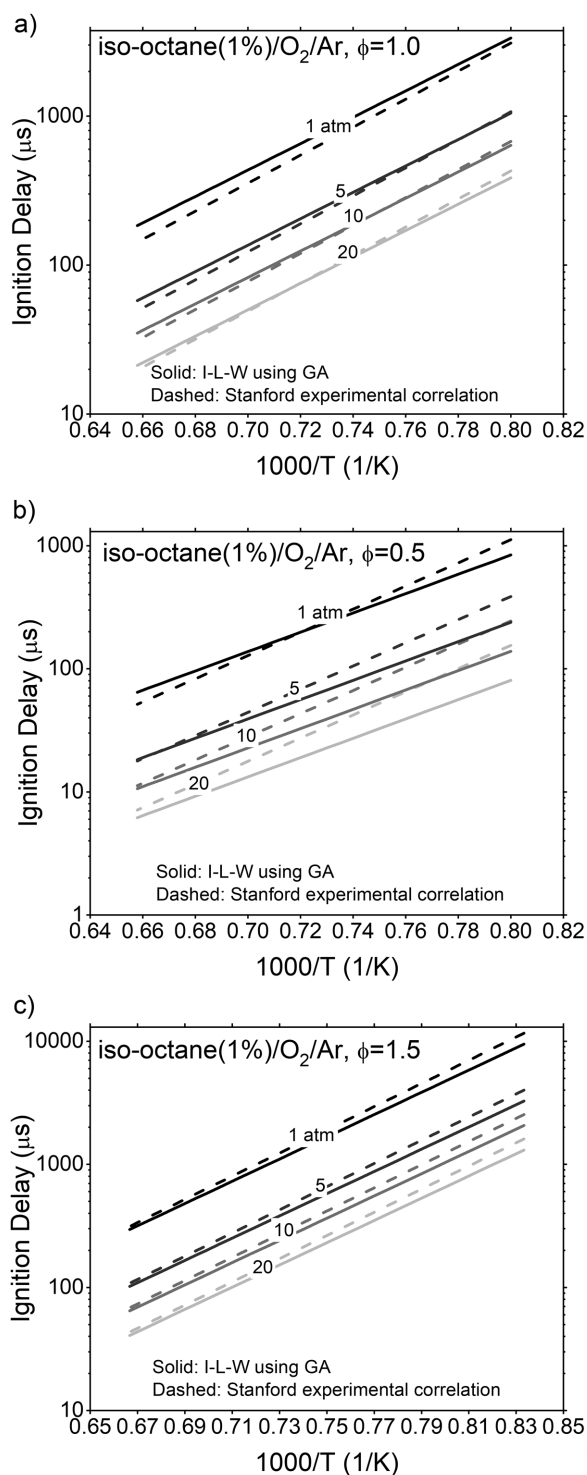 a)
iso-octane(1%)/O₂/Ar, ϕ=1.0
Ignition Delay (μs)
1000
100
10
1 atm
5
10
20
Solid: I-L-W using GA
Dashed: Stanford experimental correlation
0.64 0.66 0.68 0.70 0.72 0.74 0.76 0.78 0.80 0.82
1000/T (1/K)
b)
iso-octane(1%)/O₂/Ar, ϕ=0.5
Ignition Delay (μs)
1000
100
10
1
1 atm
5
10
20
Solid: I-L-W using GA
Dashed: Stanford experimental correlation
0.64 0.66 0.68 0.70 0.72 0.74 0.76 0.78 0.80 0.82
1000/T (1/K)
c)
iso-octane(1%)/O₂/Ar, ϕ=1.5
Ignition Delay (μs)
10000
1000
100
10
1 atm
5
10
20
Solid: I-L-W using GA
Dashed: Stanford experimental correlation
0.65 0.67 0.69 0.71 0.73 0.75 0.77 0.79 0.81 0.83 0.85
1000/T (1/K)